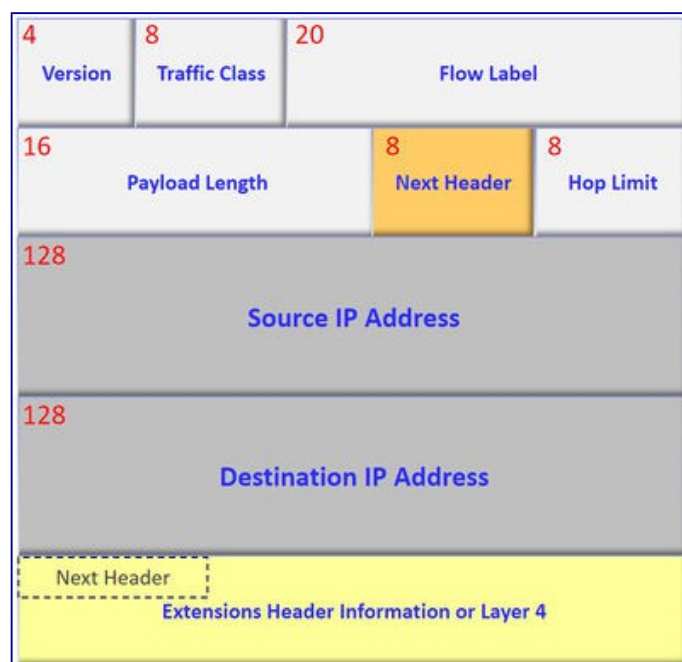 4 8 20
Version Traffic Class Flow Label
16 8 8
Payload Length Next Header Hop Limit
128
Source IP Address
128
Destination IP Address
Next Header
Extensions Header Information or Layer 4